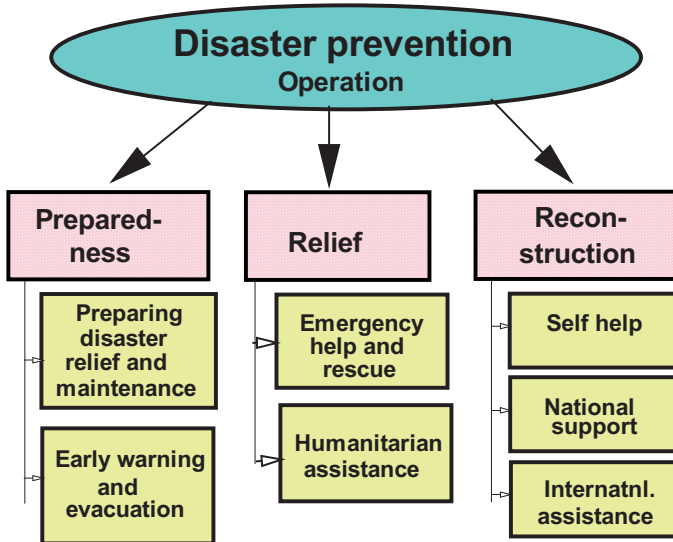 Disaster prevention
Operation
Prepared-
ness
Preparing
disaster
relief and
maintenance
Early warning
and
evacuation
Relief
Emergency
help and
rescue
Humanitarian
assistance
Recon-
struction
Self help
National
support
Internatnl.
assistance